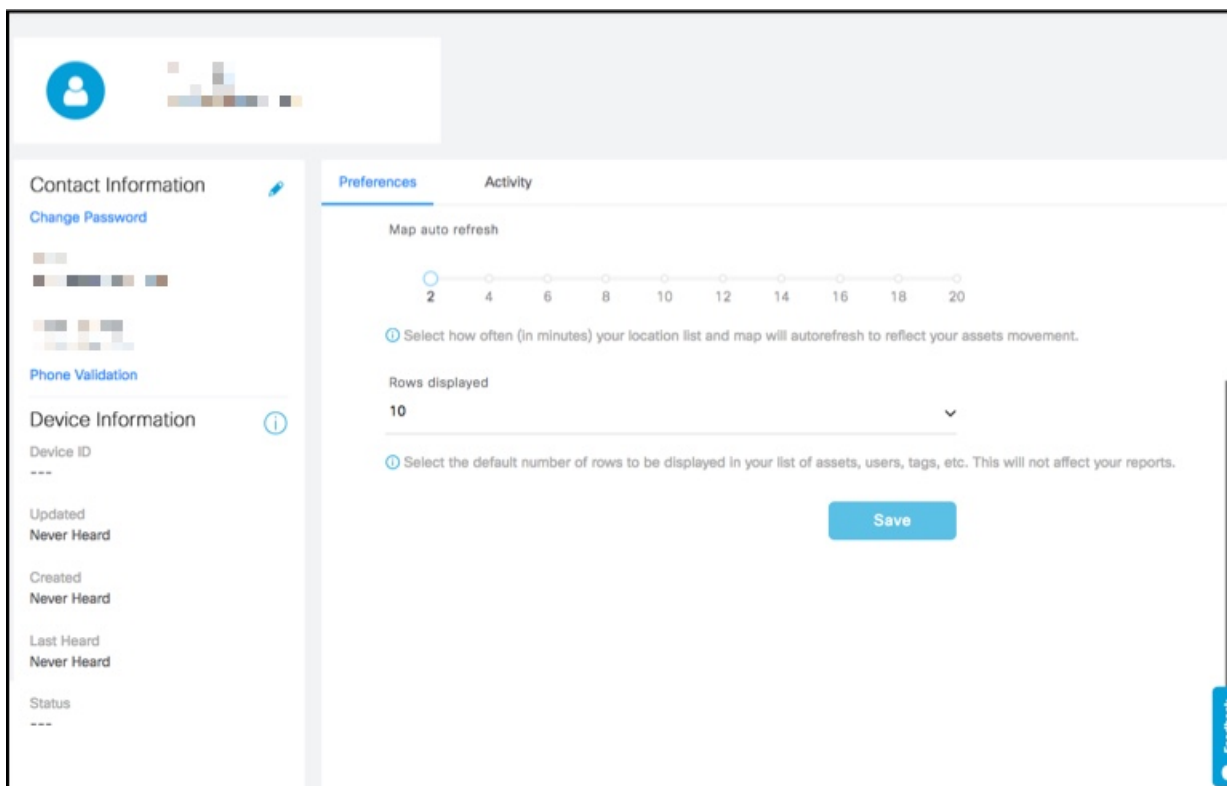 Contact Information
Change Password
Phone Validation
Device Information
Device ID
---
Updated
Never Heard
Created
Never Heard
Last Heard
Never Heard
Status
---
Preferences
Activity
Map auto refresh
2 4 6 8 10 12 14 16 18 20
Select how often (in minutes) your location list and map will autorefresh to reflect your assets movement.
Rows displayed
10
Select the default number of rows to be displayed in your list of assets, users, tags, etc. This will not affect your reports.
Save